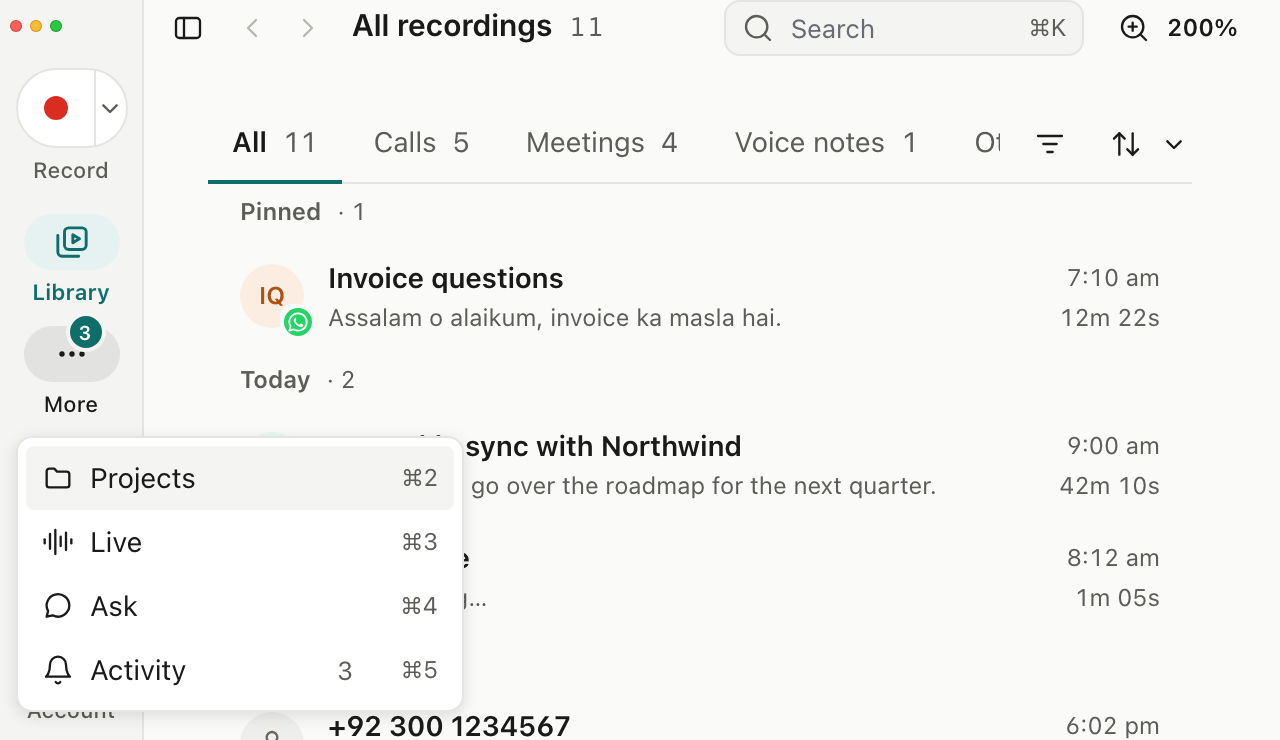 All recordings 11
Search ⌘K
200%
Record
Library
3
More
All 11
Calls 5
Meetings 4
Voice notes 1
Pinned · 1
IQ
Invoice questions
7:10 am
Assalam o alaikum, invoice ka masla hai.
12m 22s
Today · 2
sync with Northwind
9:00 am
go over the roadmap for the next quarter.
42m 10s
8:12 am
1m 05s
Projects ⌘2
Live ⌘3
Ask ⌘4
Activity 3 ⌘5
Account
+92 300 1234567
6:02 pm